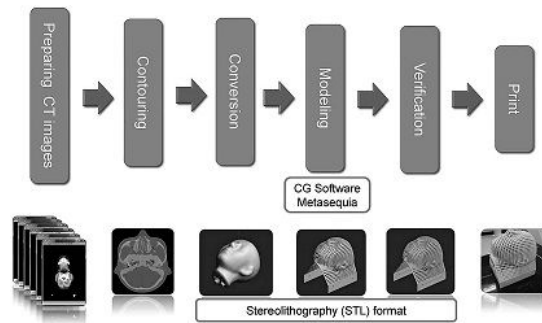 Preparing CT images
Contouring
Conversion
Modeling
Verification
Print
CG Software
Metasequia
Stereolithography (STL) format